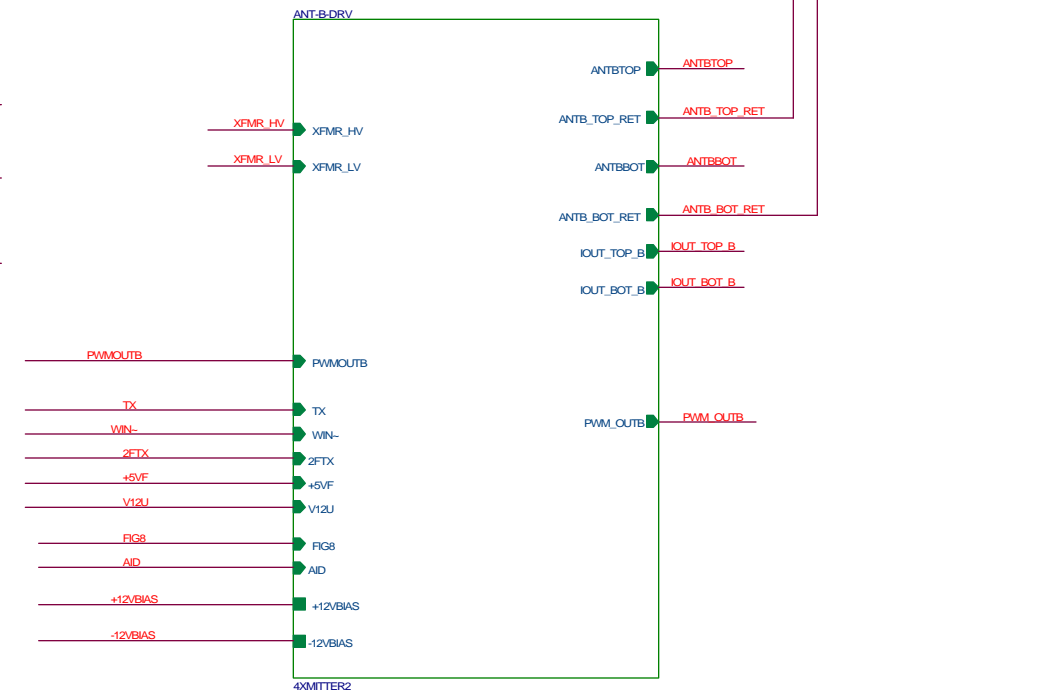 ANT-B-DRV
ANTBTOP ANTBTOP
ANTB_TOP_RET ANTB_TOP_RET
XFMR_HV XFMR_HV
XFMR_LV XFMR_LV
ANTBBOT ANTBBOT
ANTB_BOT_RET ANTB_BOT_RET
IOUT_TOP_B IOUT_TOP_B
IOUT_BOT_B IOUT_BOT_B
PWMOUTB PWMOUTB
TX TX
PWM_OUTB PWM_OUTB
WIN~ WIN~
2FTX 2FTX
+5VF +5VF
V12U V12U
FIG8 FIG8
AID AID
+12VBIAS +12VBIAS
-12VBIAS -12VBIAS
4XMITTER2